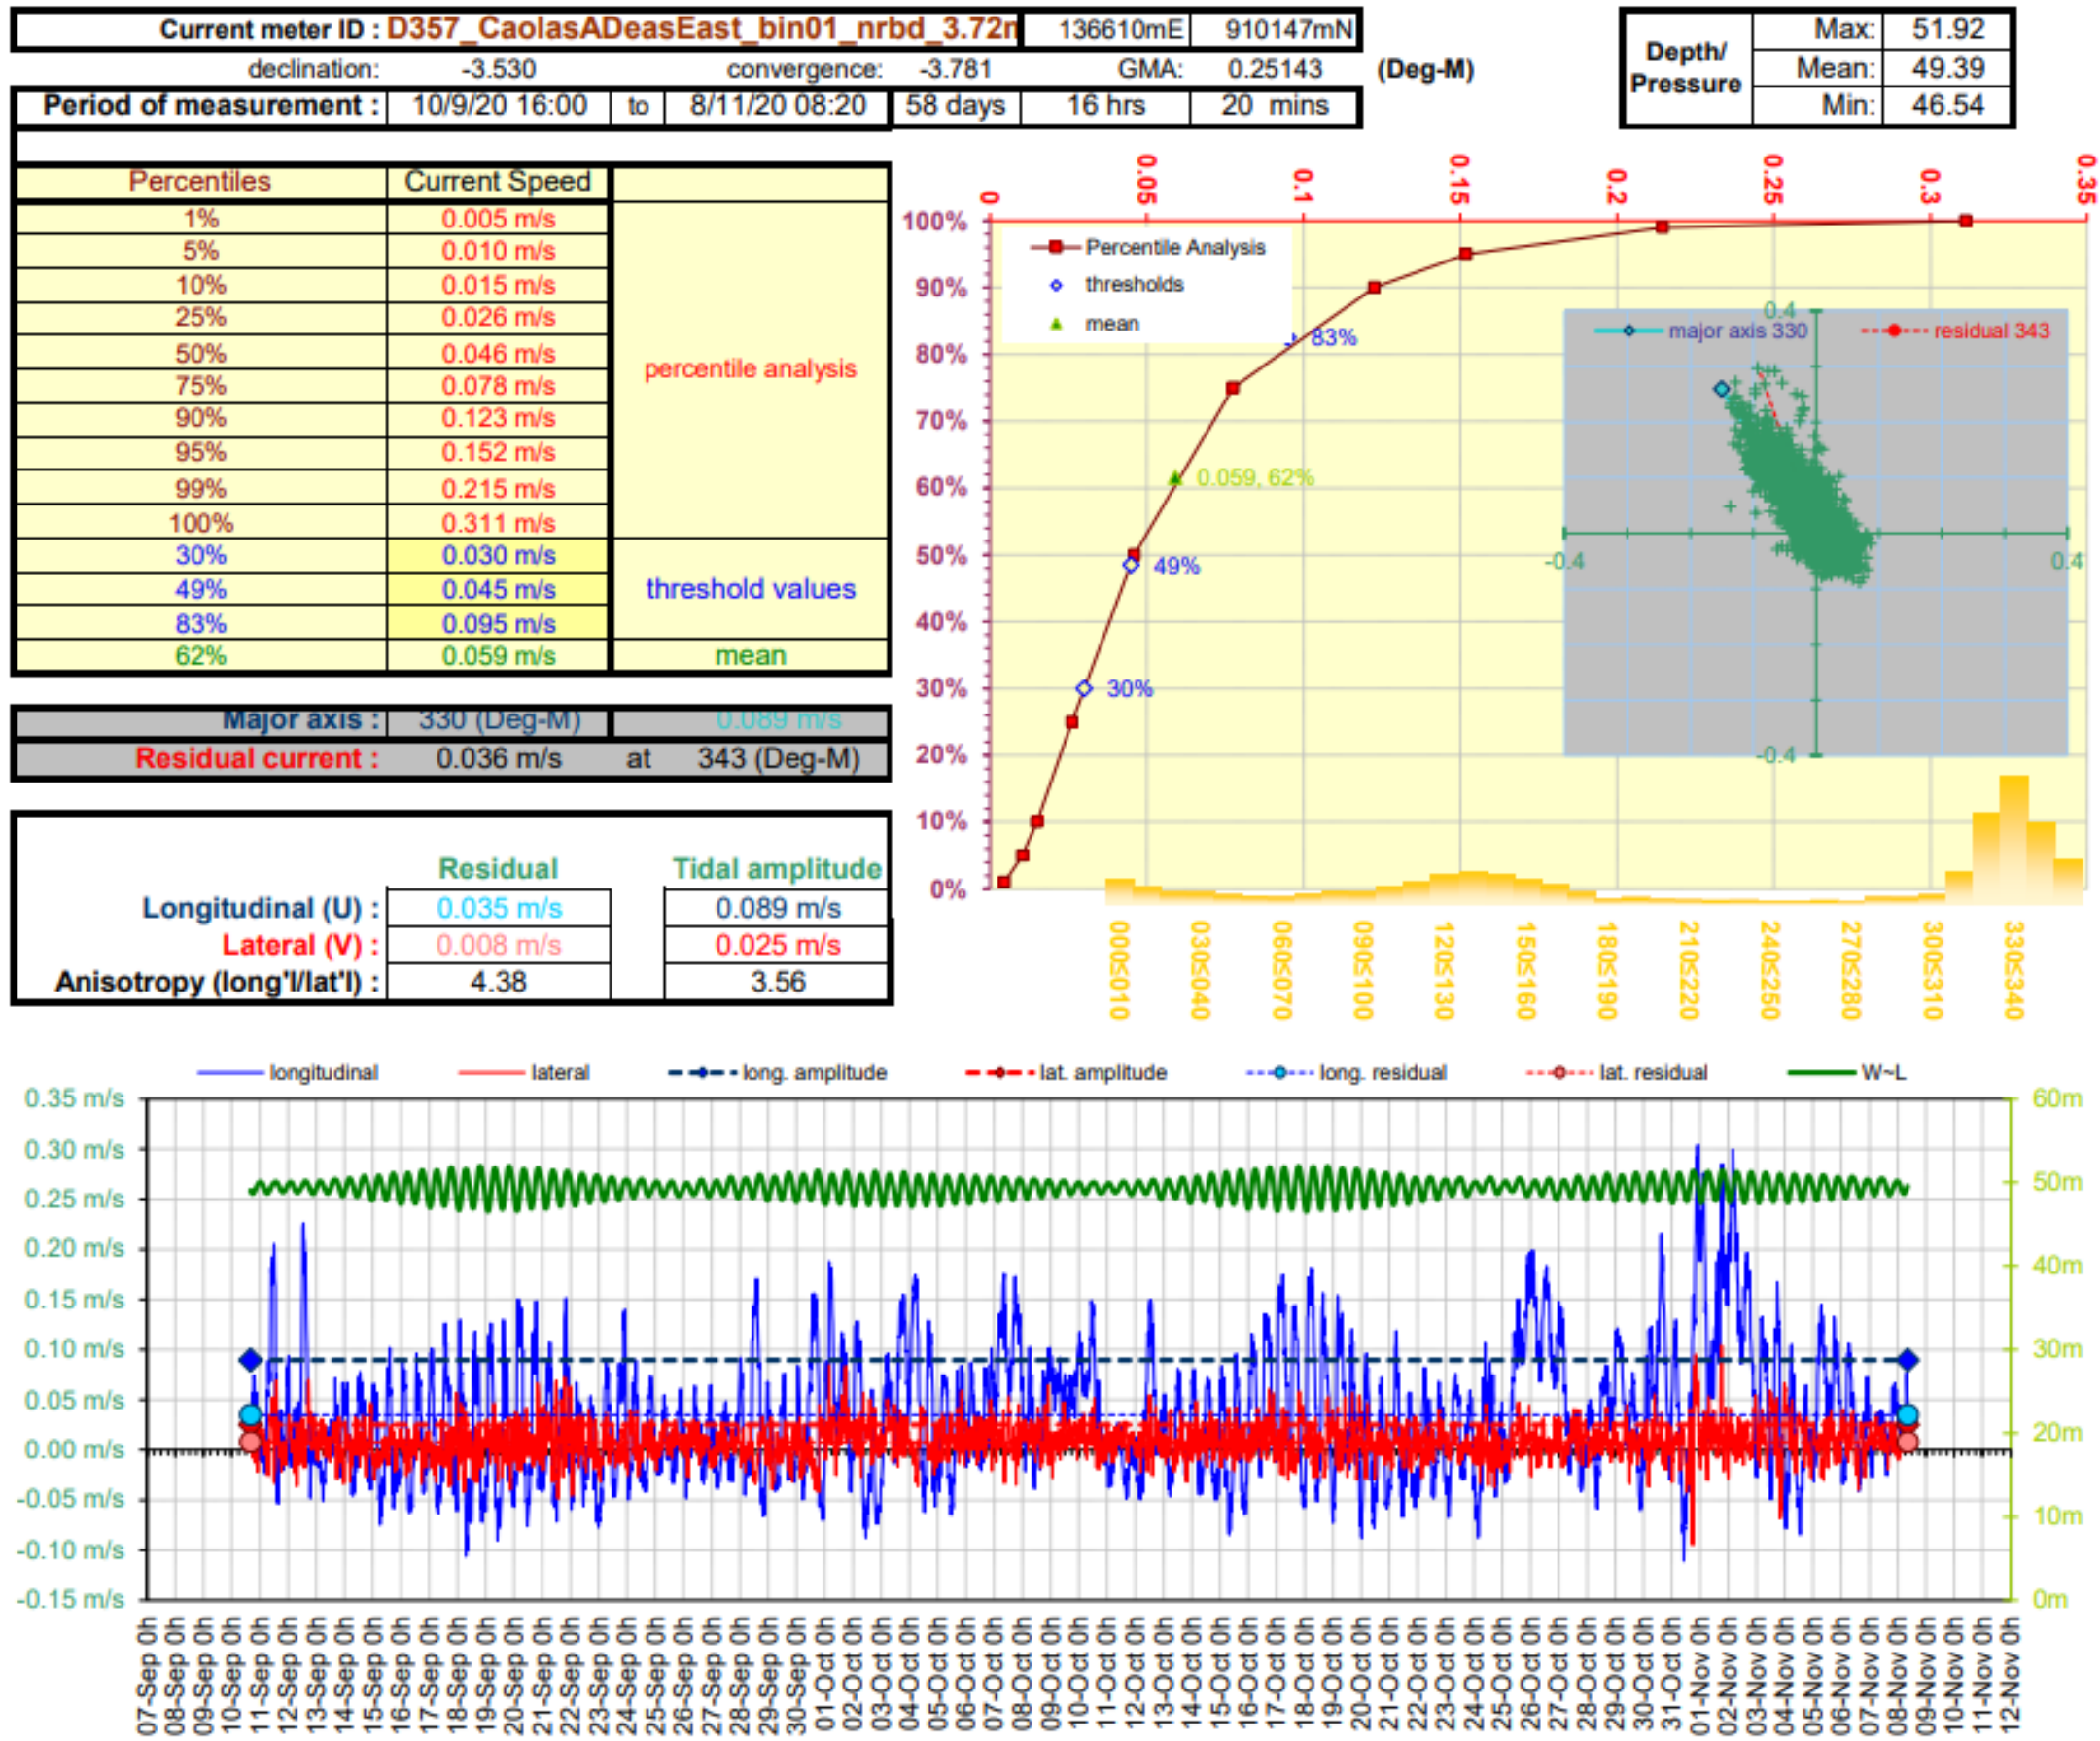 Current meter ID : D357_CaolasADeasEast_bin01_nrbd_3.72m 136610mE 910147mN
declination: -3.530 convergence: -3.781 GMA: 0.25143 (Deg-M)
Period of measurement : 10/9/20 16:00 to 8/11/20 08:20 58 days 16 hrs 20 mins
Depth/ Pressure
Max: 51.92
Mean: 49.39
Min: 46.54
Percentiles Current Speed
1% 0.005 m/s
5% 0.010 m/s
10% 0.015 m/s
25% 0.026 m/s
50% 0.046 m/s
75% 0.078 m/s
90% 0.123 m/s
95% 0.152 m/s
99% 0.215 m/s
100% 0.311 m/s
percentile analysis
30% 0.030 m/s
49% 0.045 m/s
83% 0.095 m/s
threshold values
62% 0.059 m/s mean
Major axis : 330 (Deg-M) 0.089 m/s
Residual current : 0.036 m/s at 343 (Deg-M)
Residual Tidal amplitude
Longitudinal (U) : 0.035 m/s 0.089 m/s
Lateral (V) : 0.008 m/s 0.025 m/s
Anisotropy (long'l/lat'l) : 4.38 3.56
0 0.05 0.1 0.15 0.2 0.25 0.3 0.35
100%
90%
80%
70%
60%
50%
40%
30%
20%
10%
0%
Percentile Analysis
thresholds
mean
83%
0.059, 62%
49%
30%
0.4
major axis 330 residual 343
-0.4 0.4
-0.4
000≤010 030≤040 060≤070 090≤100 120≤130 150≤160 180≤190 210≤220 240≤250 270≤280 300≤310 330≤340
longitudinal lateral long. amplitude lat. amplitude long. residual lat. residual W~L
0.35 m/s
0.30 m/s
0.25 m/s
0.20 m/s
0.15 m/s
0.10 m/s
0.05 m/s
0.00 m/s
-0.05 m/s
-0.10 m/s
-0.15 m/s
60m
50m
40m
30m
20m
10m
0m
07-Sep 0h
08-Sep 0h
09-Sep 0h
10-Sep 0h
11-Sep 0h
12-Sep 0h
13-Sep 0h
14-Sep 0h
15-Sep 0h
16-Sep 0h
17-Sep 0h
18-Sep 0h
19-Sep 0h
20-Sep 0h
21-Sep 0h
22-Sep 0h
23-Sep 0h
24-Sep 0h
25-Sep 0h
26-Sep 0h
27-Sep 0h
28-Sep 0h
29-Sep 0h
30-Sep 0h
01-Oct 0h
02-Oct 0h
03-Oct 0h
04-Oct 0h
05-Oct 0h
06-Oct 0h
07-Oct 0h
08-Oct 0h
09-Oct 0h
10-Oct 0h
11-Oct 0h
12-Oct 0h
13-Oct 0h
14-Oct 0h
15-Oct 0h
16-Oct 0h
17-Oct 0h
18-Oct 0h
19-Oct 0h
20-Oct 0h
21-Oct 0h
22-Oct 0h
23-Oct 0h
24-Oct 0h
25-Oct 0h
26-Oct 0h
27-Oct 0h
28-Oct 0h
29-Oct 0h
30-Oct 0h
31-Oct 0h
01-Nov 0h
02-Nov 0h
03-Nov 0h
04-Nov 0h
05-Nov 0h
06-Nov 0h
07-Nov 0h
08-Nov 0h
09-Nov 0h
10-Nov 0h
11-Nov 0h
12-Nov 0h